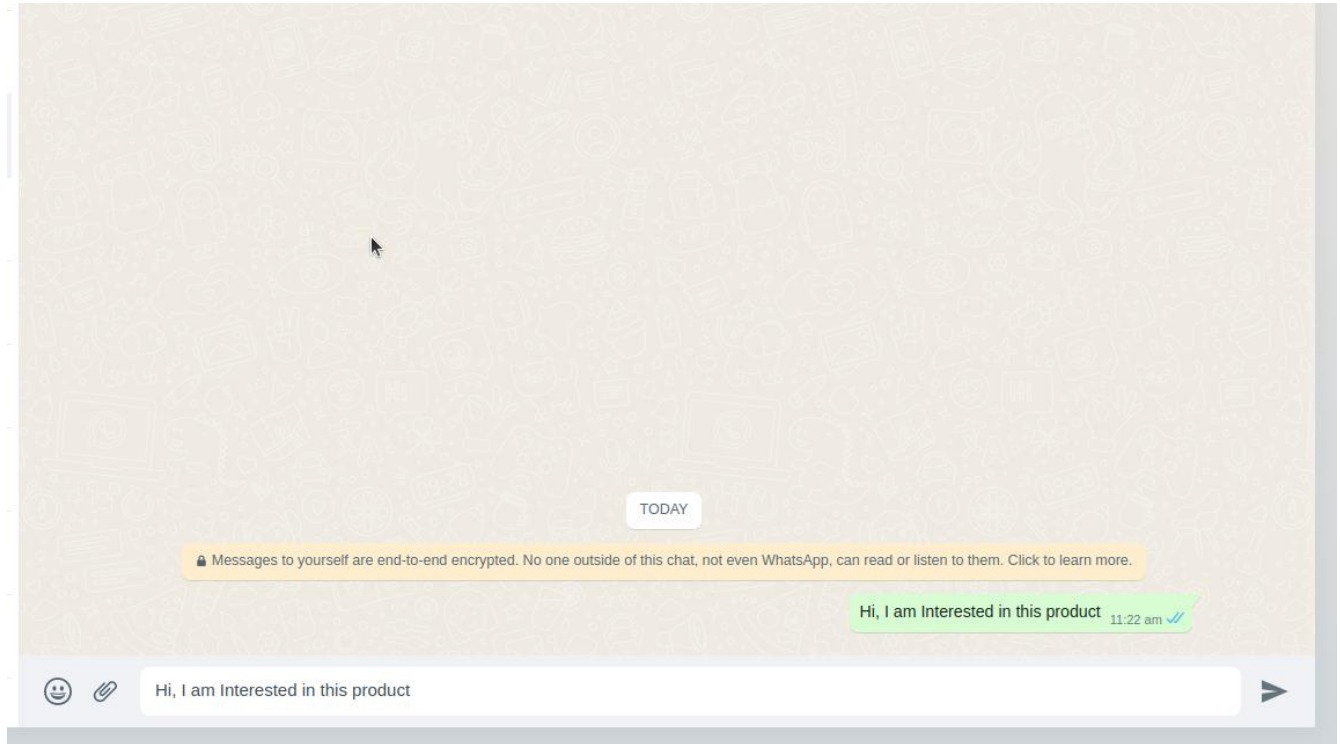 TODAY
Messages to yourself are end-to-end encrypted. No one outside of this chat, not even WhatsApp, can read or listen to them. Click to learn more.
Hi, I am Interested in this product 11:22 am
Hi, I am Interested in this product